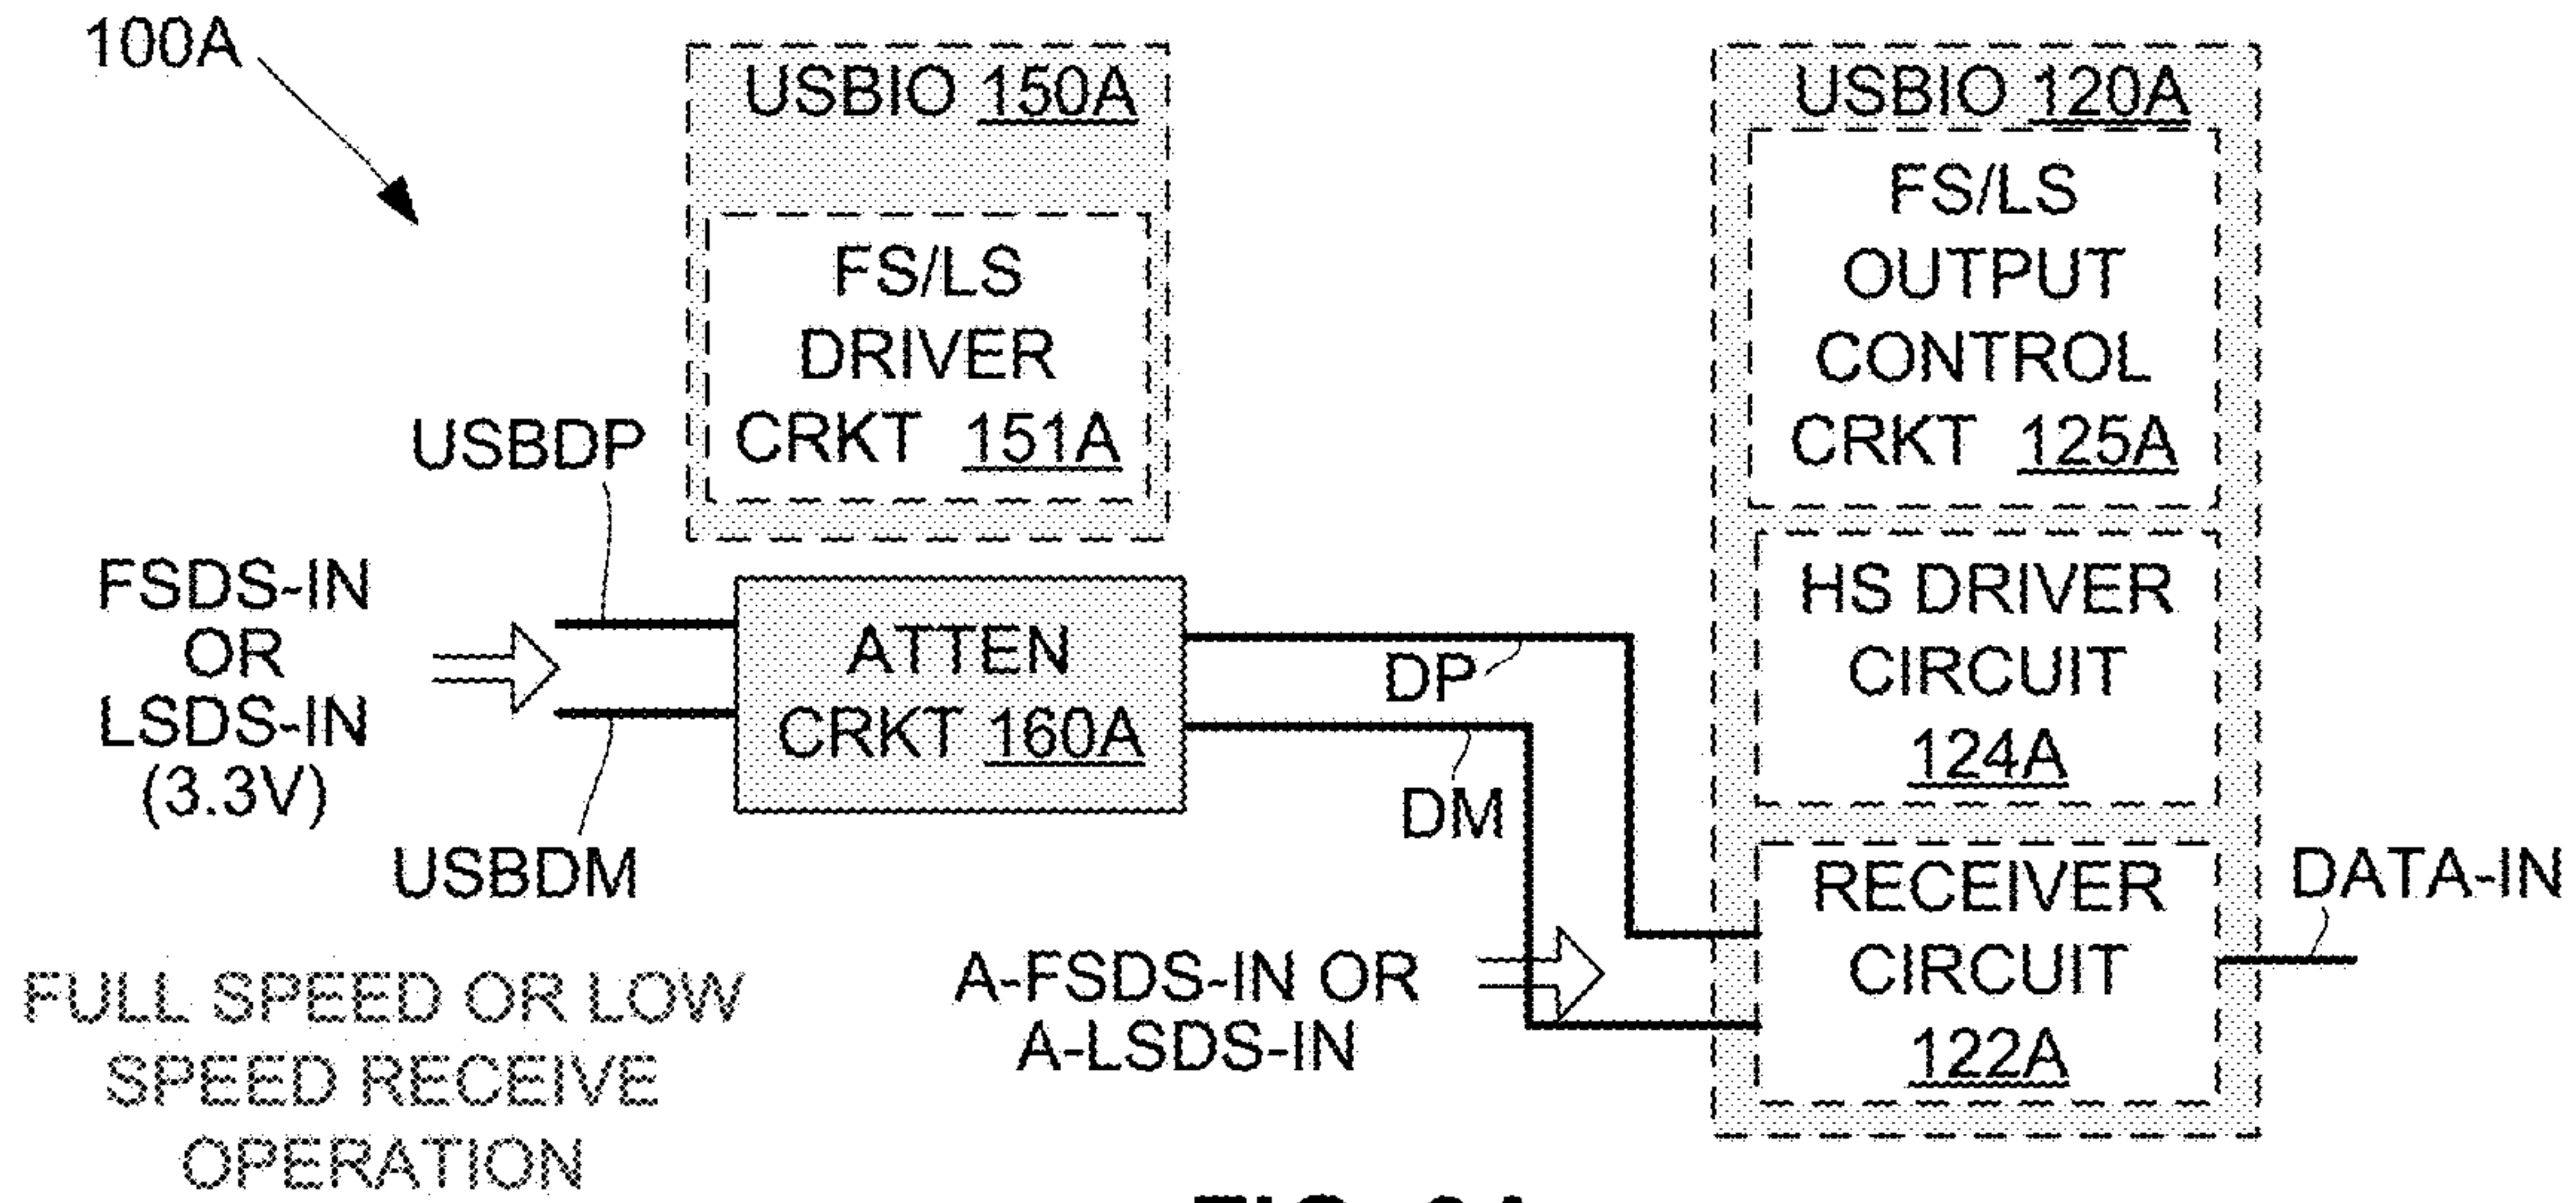 100A
USBIO 150A
FS/LS
DRIVER
CRKT 151A
USBIO 120A
FS/LS
OUTPUT
CONTROL
CRKT 125A
HS DRIVER
CIRCUIT
124A
RECEIVER
CIRCUIT
122A
USBDP
FSDS-IN
OR
LSDS-IN
(3.3V)
USBDM
ATTEN
CRKT 160A
DP
DM
A-FSDS-IN OR
A-LSDS-IN
DATA-IN
FULL SPEED OR LOW
SPEED RECEIVE
OPERATION